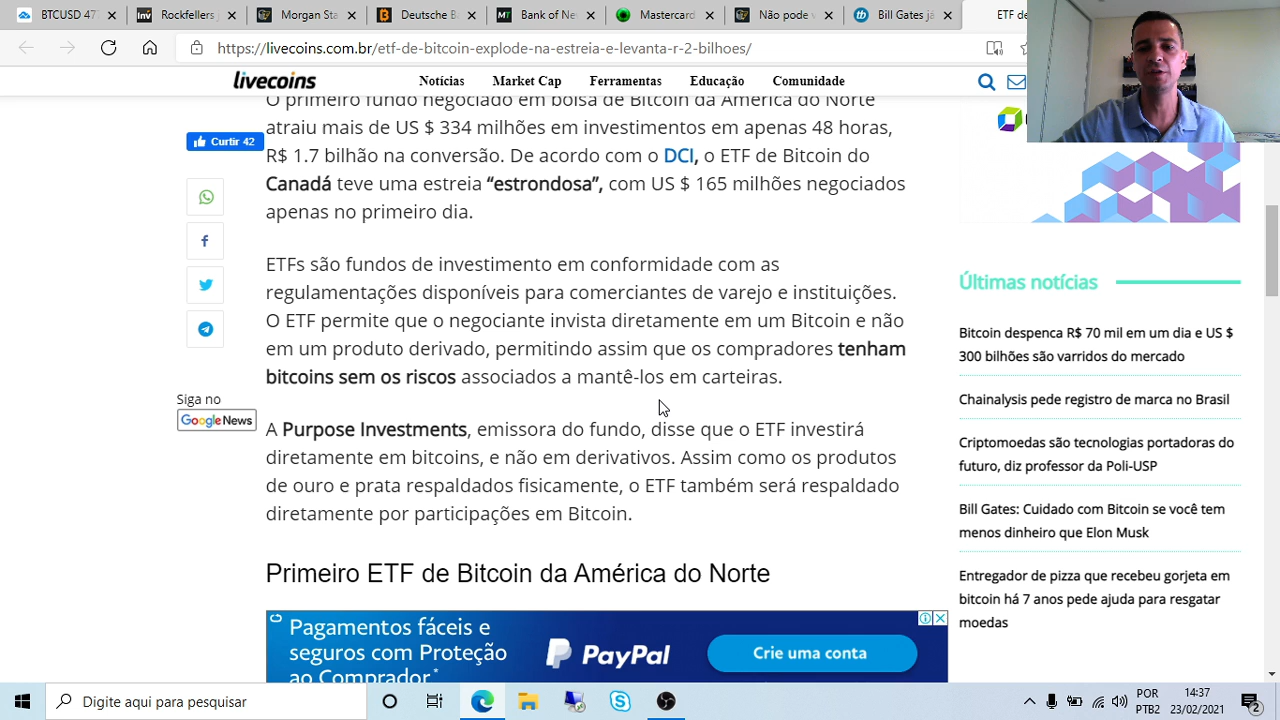 BITC
BITC
Bill Gates já
ETF d
https://livecoins.com.br/etf-de-bitcoin-explode-na-estreia-e-levanta-r-2-bilhoes/
livecoins
Notícias
Market Cap
Ferramentas
Educação
Comunidade
Curtir 42
Siga no
Google News
O primeiro fundo negociado em bolsa de Bitcoin da América do Norte
atraiu mais de US $ 334 milhões em investimentos em apenas 48 horas,
R$ 1.7 bilhão na conversão. De acordo com o DCI, o ETF de Bitcoin do
Canadá teve uma estreia “estrondosa”, com US $ 165 milhões negociados
apenas no primeiro dia.
ETFs são fundos de investimento em conformidade com as
regulamentações disponíveis para comerciantes de varejo e instituições.
O ETF permite que o negociante invista diretamente em um Bitcoin e não
em um produto derivado, permitindo assim que os compradores tenham
bitcoins sem os riscos associados a mantê-los em carteiras.
A Purpose Investments, emissora do fundo, disse que o ETF investirá
diretamente em bitcoins, e não em derivativos. Assim como os produtos
de ouro e prata respaldados fisicamente, o ETF também será respaldado
diretamente por participações em Bitcoin.
Primeiro ETF de Bitcoin da América do Norte
Pagamentos fáceis e
seguros com Proteção
ao Comprador.*
PayPal
Crie uma conta
Últimas notícias
Bitcoin despenca R$ 70 mil em um dia e US $
300 bilhões são varridos do mercado
Chainalysis pede registro de marca no Brasil
Criptomoedas são tecnologias portadoras do
futuro, diz professor da Poli-USP
Bill Gates: Cuidado com Bitcoin se você tem
menos dinheiro que Elon Musk
Entregador de pizza que recebeu gorjeta em
bitcoin há 7 anos pede ajuda para resgatar
moedas
Digite aqui para pesquisar
POR
PTB2
14:37
23/02/2021
2